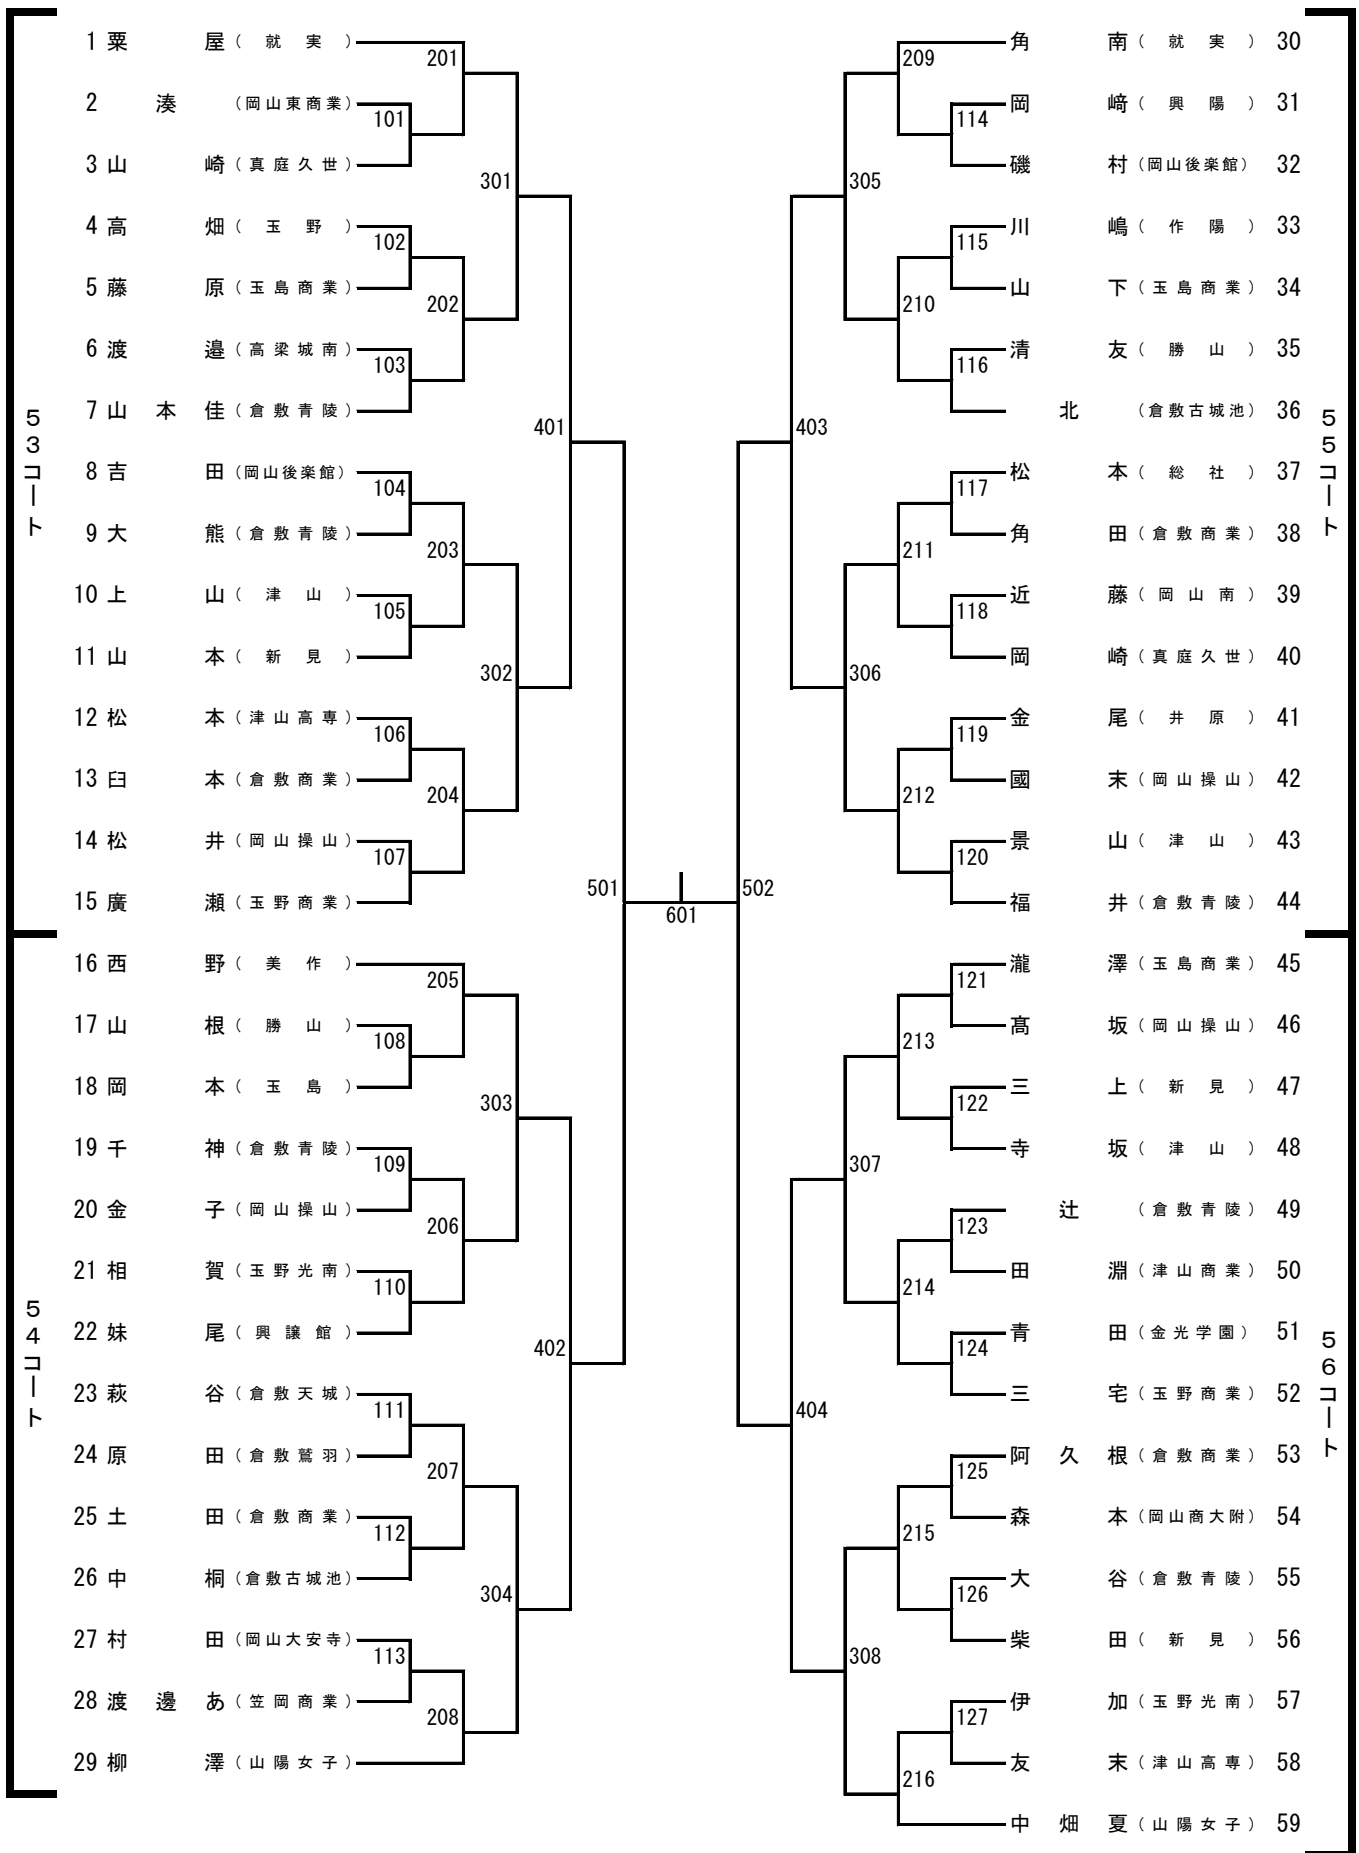 53コート
1 粟屋（就実）
2 湊（岡山東商業）
3 山崎（真庭久世）
4 高畑（玉野）
5 藤原（玉島商業）
6 渡邉（高梁城南）
7 山本佳（倉敷青陵）
8 吉田（岡山後楽館）
9 大熊（倉敷青陵）
10 上山（津山）
11 山本（新見）
12 松本（津山高専）
13 臼本（倉敷商業）
14 松井（岡山操山）
15 廣瀬（玉野商業）
54コート
16 西野（美作）
17 山根（勝山）
18 岡本（玉島）
19 千神（倉敷青陵）
20 金子（岡山操山）
21 相賀（玉野光南）
22 妹尾（興譲館）
23 萩谷（倉敷天城）
24 原田（倉敷鷲羽）
25 土田（倉敷商業）
26 中桐（倉敷古城池）
27 村田（岡山大安寺）
28 渡邊あ（笠岡商業）
29 柳澤（山陽女子）
101
102
103
104
105
106
107
108
109
110
111
112
113
201
202
203
204
205
206
207
208
301
302
303
304
401
402
501
601
502
403
404
305
306
307
308
209
210
211
212
213
214
215
216
114
115
116
117
118
119
120
121
122
123
124
125
126
127
55コート
角南（就実） 30
岡﨑（興陽） 31
磯村（岡山後楽館） 32
川嶋（作陽） 33
山下（玉島商業） 34
清友（勝山） 35
北（倉敷古城池） 36
松本（総社） 37
角田（倉敷商業） 38
近藤（岡山南） 39
岡崎（真庭久世） 40
金尾（井原） 41
國末（岡山操山） 42
景山（津山） 43
福井（倉敷青陵） 44
56コート
瀧澤（玉島商業） 45
髙坂（岡山操山） 46
三上（新見） 47
寺坂（津山） 48
辻（倉敷青陵） 49
田淵（津山商業） 50
青田（金光学園） 51
三宅（玉野商業） 52
阿久根（倉敷商業） 53
森本（岡山商大附） 54
大谷（倉敷青陵） 55
柴田（新見） 56
伊加（玉野光南） 57
友末（津山高専） 58
中畑夏（山陽女子） 59